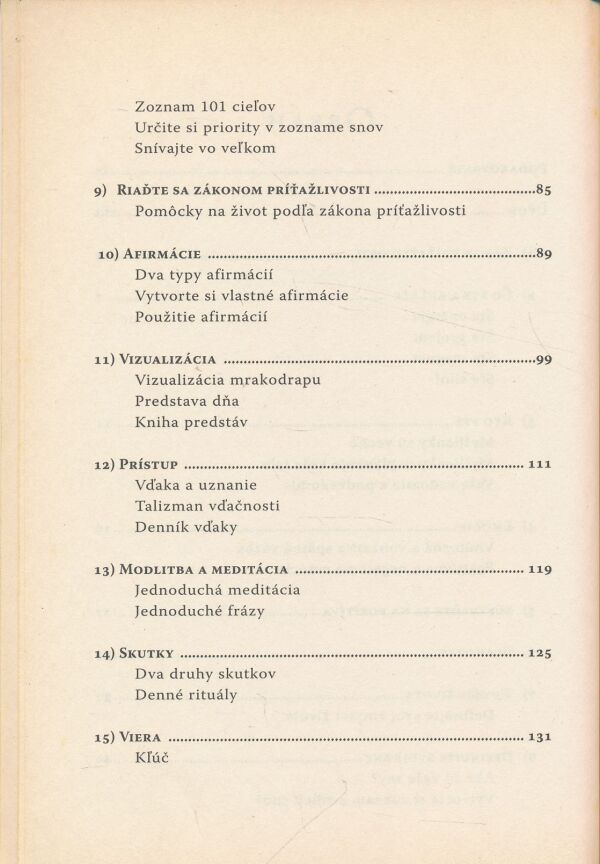 Zoznam 101 cieľov
Určite si priority v zozname snov
Snívajte vo veľkom
9) Riaďte sa zákonom príťažlivosti ........................................85
Pomôcky na život podľa zákona príťažlivosti
10) Afirmácie ........................................89
Dva typy afirmácií
Vytvorte si vlastné afirmácie
Použitie afirmácií
11) Vizualizácia ........................................99
Vizualizácia mrakodrapu
Predstava dňa
Kniha predstáv
12) Prístup ........................................ 111
Vďaka a uznanie
Talizman vďačnosti
Denník vďaky
13) Modlitba a meditácia ........................................ 119
Jednoduchá meditácia
Jednoduché frázy
14) Skutky ........................................ 125
Dva druhy skutkov
Denné rituály
15) Viera ........................................ 131
Kľúč